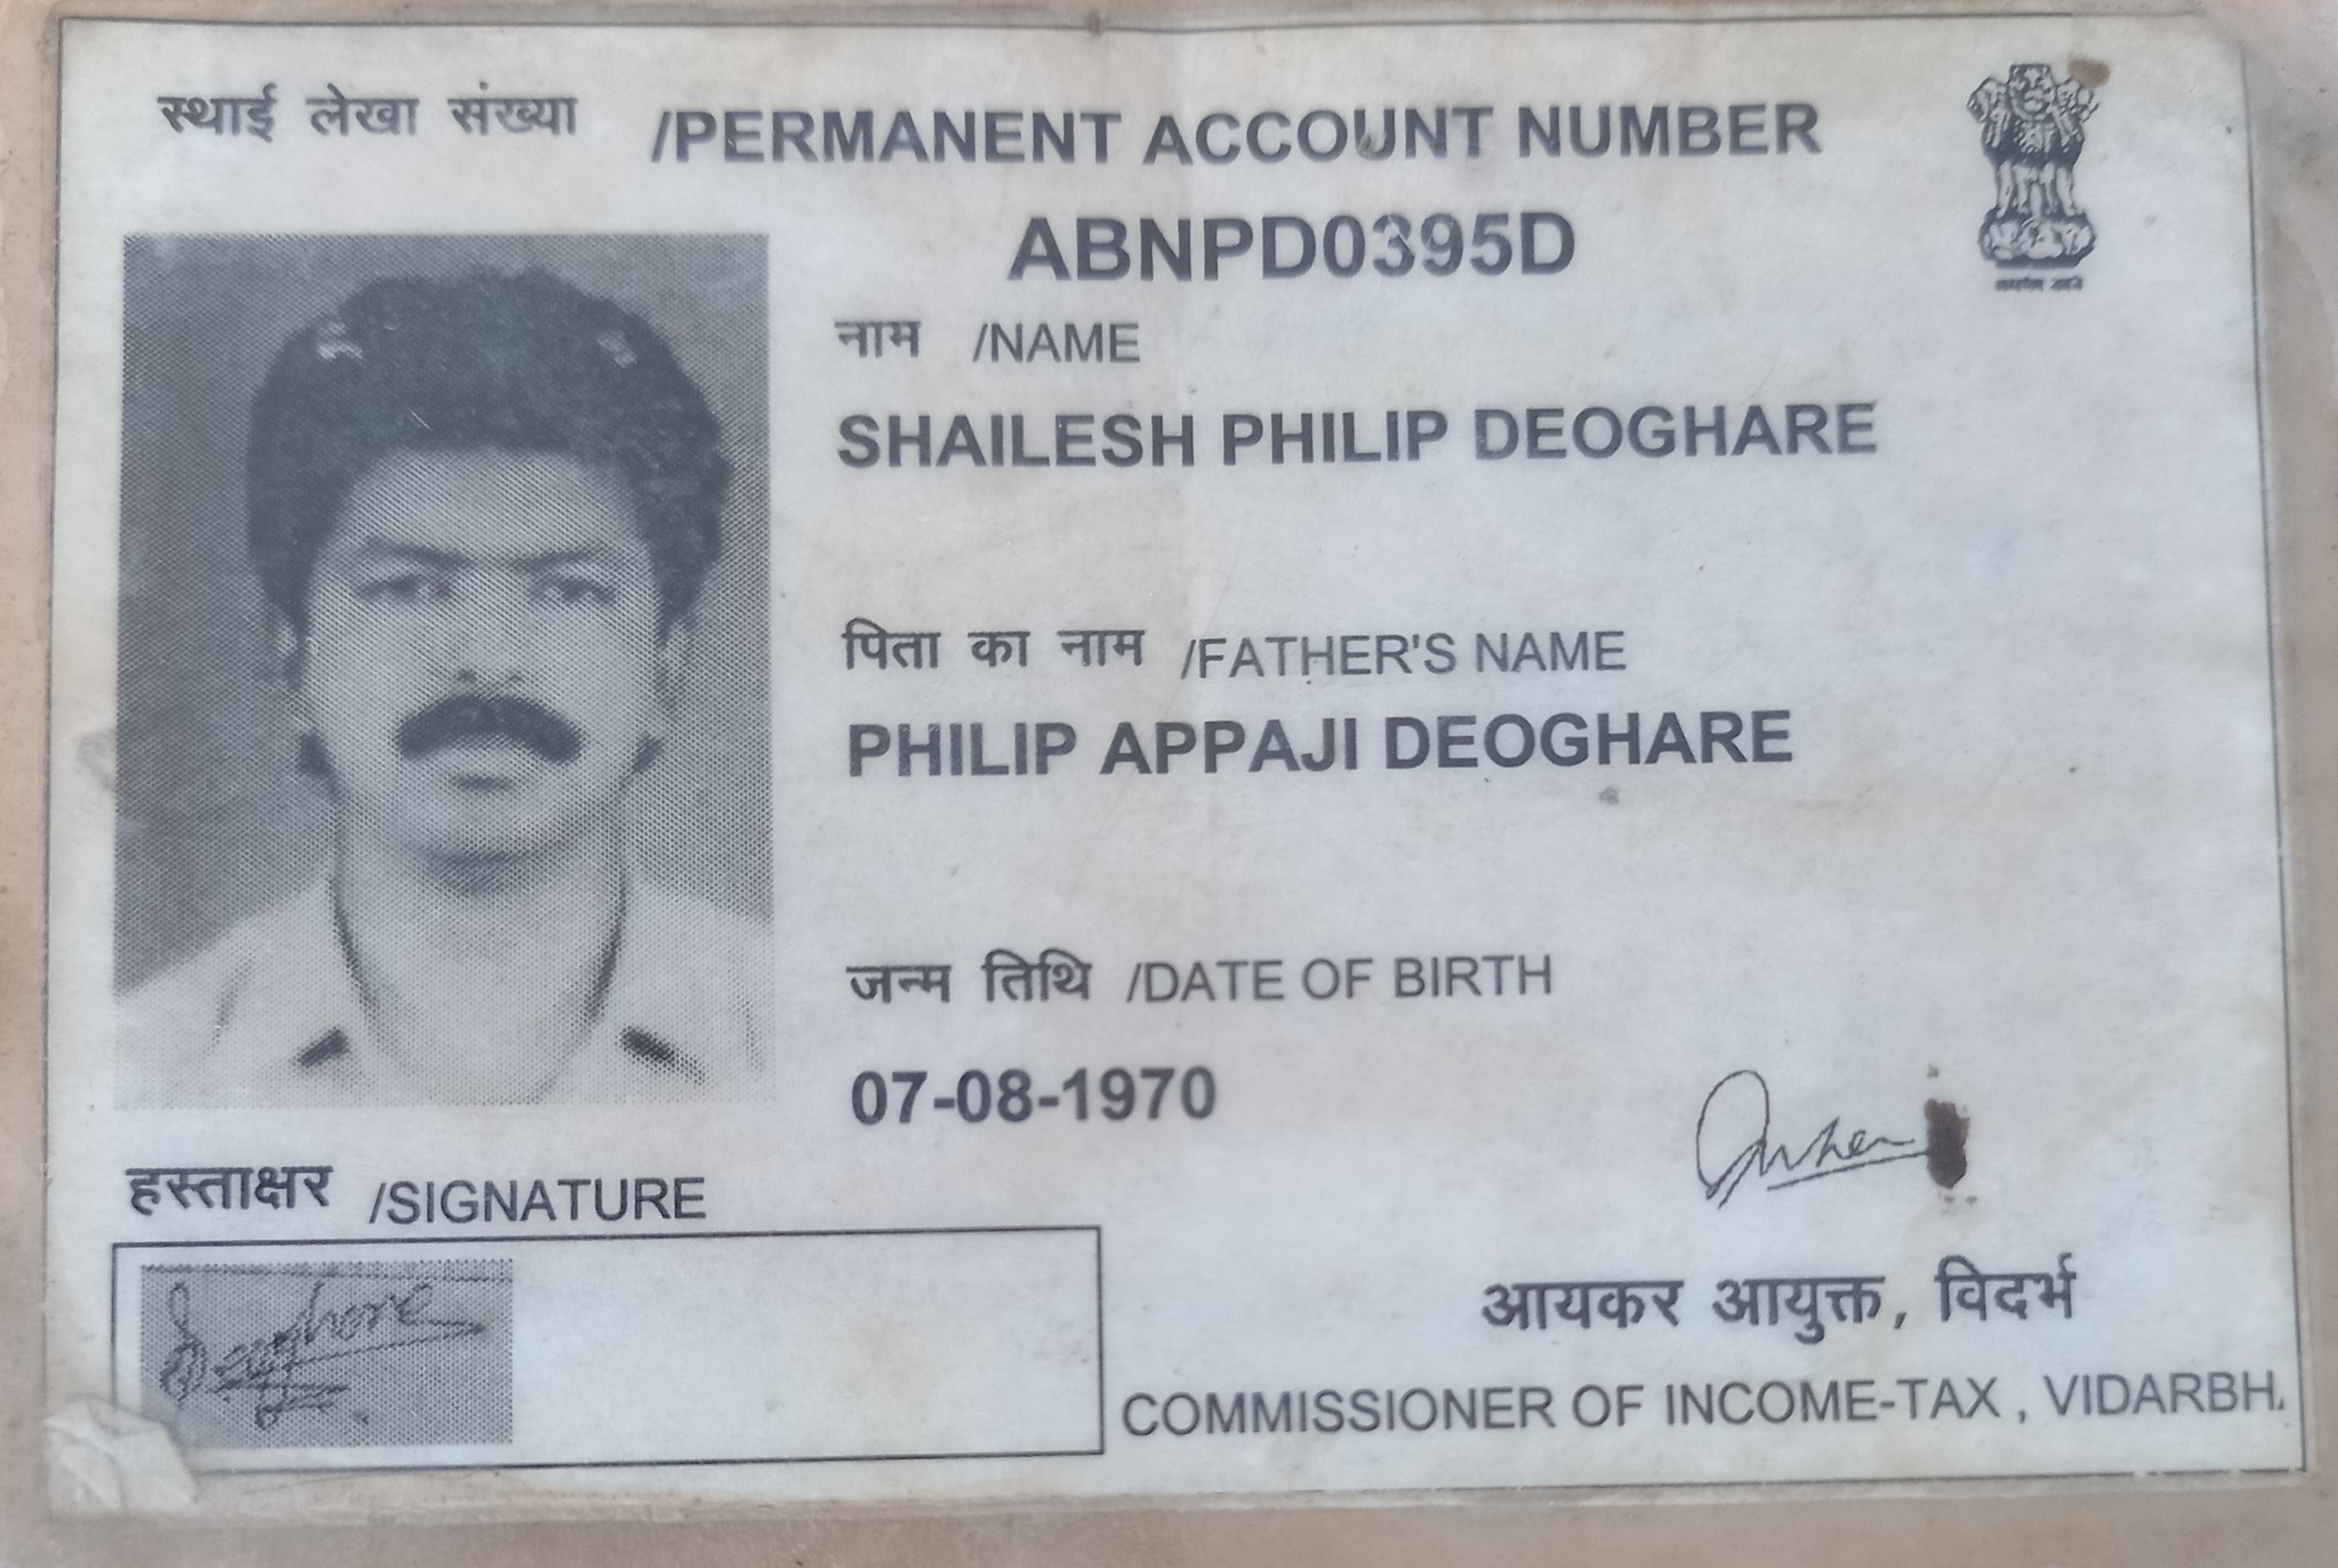 स्थाई लेखा संख्या /PERMANENT ACCOUNT NUMBER
ABNPD0395D
नाम /NAME
SHAILESH PHILIP DEOGHARE
पिता का नाम /FATHER'S NAME
PHILIP APPAJI DEOGHARE
जन्म तिथि /DATE OF BIRTH
07-08-1970
हस्ताक्षर /SIGNATURE
आयकर आयुक्त, विदर्भ
COMMISSIONER OF INCOME-TAX, VIDARBH